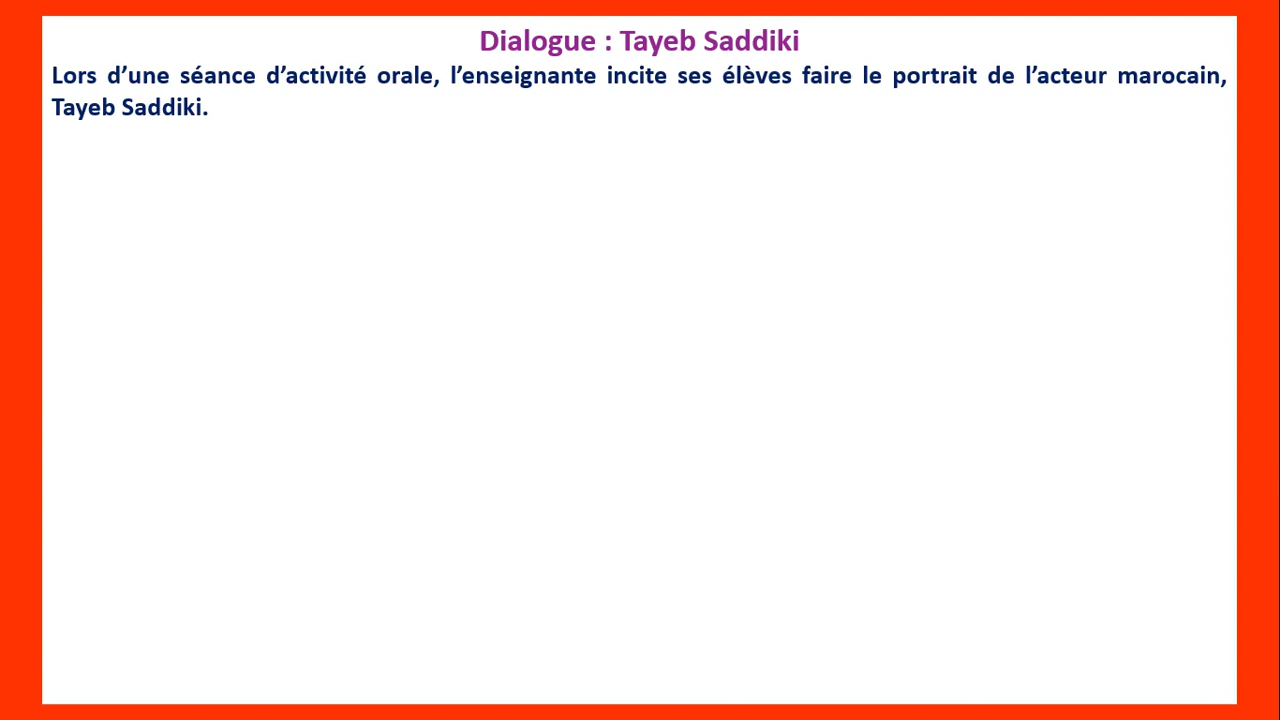 Dialogue : Tayeb Saddiki
Lors d’une séance d’activité orale, l’enseignante incite ses élèves faire le portrait de l’acteur marocain,
Tayeb Saddiki.